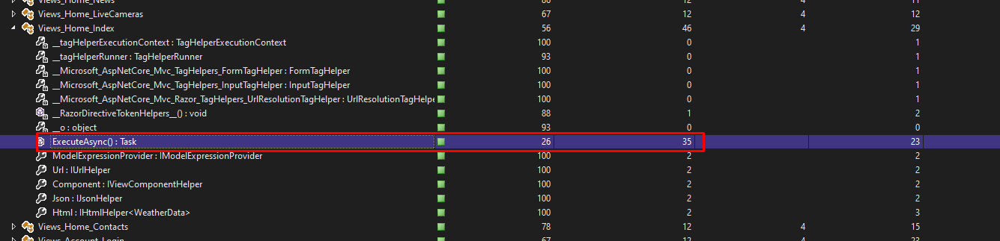 Views_Home_News 80 12 4 11
Views_Home_LiveCameras 67 12 4 12
Views_Home_Index 56 46 4 29
__tagHelperExecutionContext : TagHelperExecutionContext 100 0 1
__tagHelperRunner : TagHelperRunner 93 0 1
__Microsoft_AspNetCore_Mvc_TagHelpers_FormTagHelper : FormTagHelper 100 0 1
__Microsoft_AspNetCore_Mvc_TagHelpers_InputTagHelper : InputTagHelper 100 0 1
__Microsoft_AspNetCore_Mvc_Razor_TagHelpers_UrlResolutionTagHelper : UrlResolutionTagHelpe 100 0 1
__RazorDirectiveTokenHelpers__() : void 88 1 2
__o : object 93 0 0
ExecuteAsync() : Task 26 35 23
ModelExpressionProvider : IModelExpressionProvider 100 2 2
Url : IUrlHelper 100 2 2
Component : IViewComponentHelper 100 2 2
Json : IJsonHelper 100 2 2
Html : IHtmlHelper<WeatherData> 100 2 3
Views_Home_Contacts 78 12 4 15
Views_Account_Login 67 12 4 23